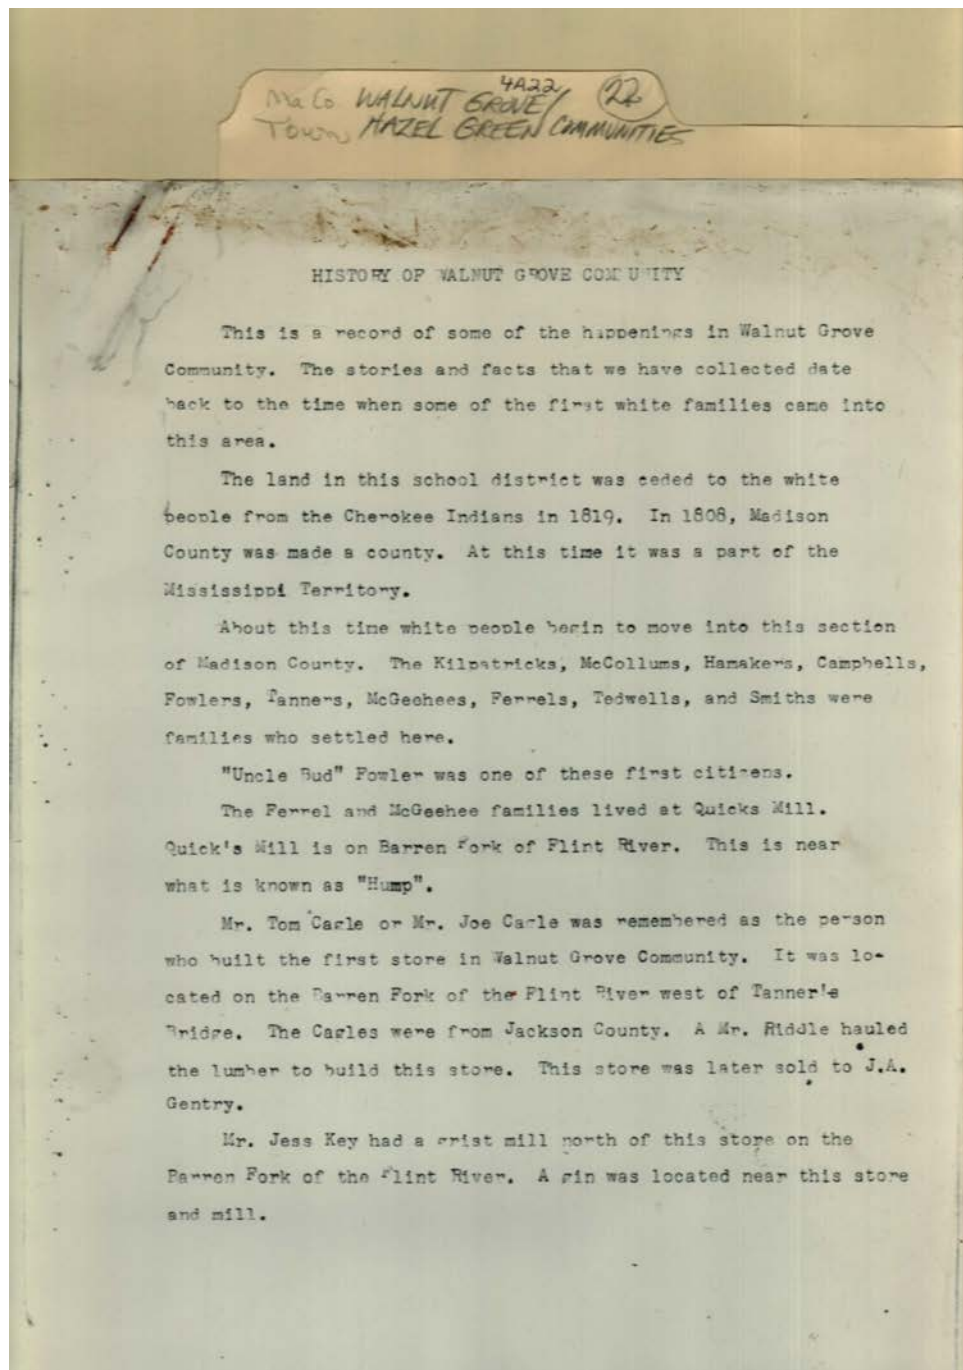 4A22
Ma Co WALNUT GROVE/ 22
Town HAZEL GREEN COMMUNITIES
HISTORY OF WALNUT GROVE COMMUNITY
This is a record of some of the happenings in Walnut Grove
Community. The stories and facts that we have collected date
back to the time when some of the first white families came into
this area.
The land in this school district was ceded to the white
people from the Cherokee Indians in 1819. In 1808, Madison
County was made a county. At this time it was a part of the
Mississippi Territory.
About this time white people begin to move into this section
of Madison County. The Kilpatricks, McCollums, Hamakers, Campbells,
Fowlers, Tanners, McGeehees, Ferrels, Tedwells, and Smiths were
families who settled here.
"Uncle Bud" Fowler was one of these first citizens.
The Ferrel and McGeehee families lived at Quicks Mill.
Quick's Mill is on Barren Fork of Flint River. This is near
what is known as "Hump".
Mr. Tom Cagle or Mr. Joe Cagle was remembered as the person
who built the first store in Walnut Grove Community. It was lo-
cated on the Barren Fork of the Flint River west of Tanner's
Bridge. The Cagles were from Jackson County. A Mr. Riddle hauled
the lumber to build this store. This store was later sold to J.A.
Gentry.
Mr. Jess Key had a grist mill north of this store on the
Barren Fork of the Flint River. A gin was located near this store
and mill.